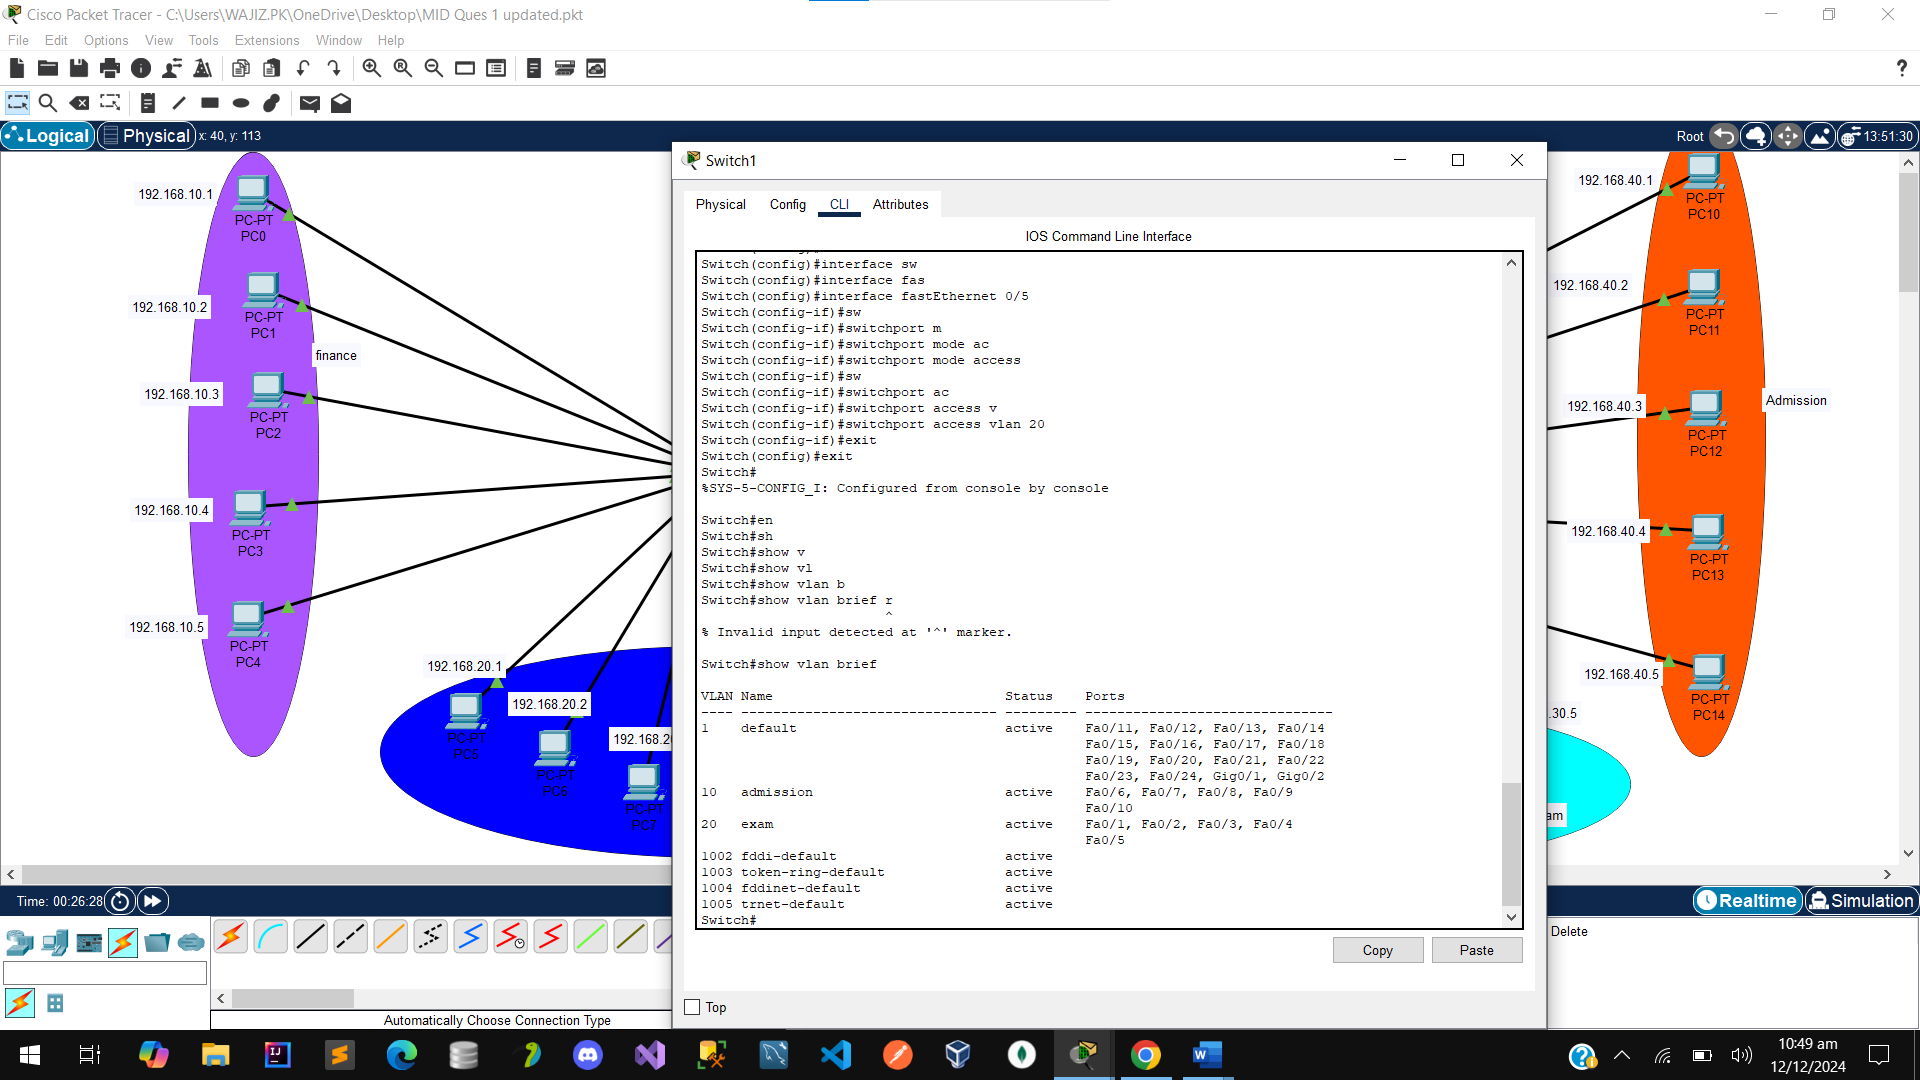 Cisco Packet Tracer - C:\Users\WAJIZ.PK\OneDrive\Desktop\MID Ques 1 updated.pkt
File Edit Options View Tools Extensions Window Help
Logical Physical x: 40, y: 113
Root 13:51:30
192.168.10.1
PC-PT
PC0
192.168.10.2
PC-PT
PC1
finance
192.168.10.3
PC-PT
PC2
192.168.10.4
PC-PT
PC3
192.168.10.5
PC-PT
PC4
192.168.20.1
PC-PT
PC5
192.168.20.2
PC-PT
PC6
192.168.20
PC-PT
PC7
Switch1
Physical Config CLI Attributes
IOS Command Line Interface
Switch(config)#interface sw
Switch(config)#interface fas
Switch(config)#interface fastEthernet 0/5
Switch(config-if)#sw
Switch(config-if)#switchport m
Switch(config-if)#switchport mode ac
Switch(config-if)#switchport mode access
Switch(config-if)#sw
Switch(config-if)#switchport ac
Switch(config-if)#switchport access v
Switch(config-if)#switchport access vlan 20
Switch(config-if)#exit
Switch(config)#exit
Switch#
%SYS-5-CONFIG_I: Configured from console by console
Switch#en
Switch#sh
Switch#show v
Switch#show vl
Switch#show vlan b
Switch#show vlan brief r
^
% Invalid input detected at '^' marker.
Switch#show vlan brief
VLAN Name Status Ports
---- -------------------------------- --------- -------------------------------
1 default active Fa0/11, Fa0/12, Fa0/13, Fa0/14
Fa0/15, Fa0/16, Fa0/17, Fa0/18
Fa0/19, Fa0/20, Fa0/21, Fa0/22
Fa0/23, Fa0/24, Gig0/1, Gig0/2
10 admission active Fa0/6, Fa0/7, Fa0/8, Fa0/9
Fa0/10
20 exam active Fa0/1, Fa0/2, Fa0/3, Fa0/4
Fa0/5
1002 fddi-default active
1003 token-ring-default active
1004 fddinet-default active
1005 trnet-default active
Switch#
Copy Paste
Top
192.168.40.1
PC-PT
PC10
192.168.40.2
PC-PT
PC11
192.168.40.3
PC-PT
PC12
Admission
192.168.40.4
PC-PT
PC13
192.168.40.5
PC-PT
PC14
.30.5
am
Time: 00:26:28
Realtime Simulation
Automatically Choose Connection Type
Delete
10:49 am
12/12/2024